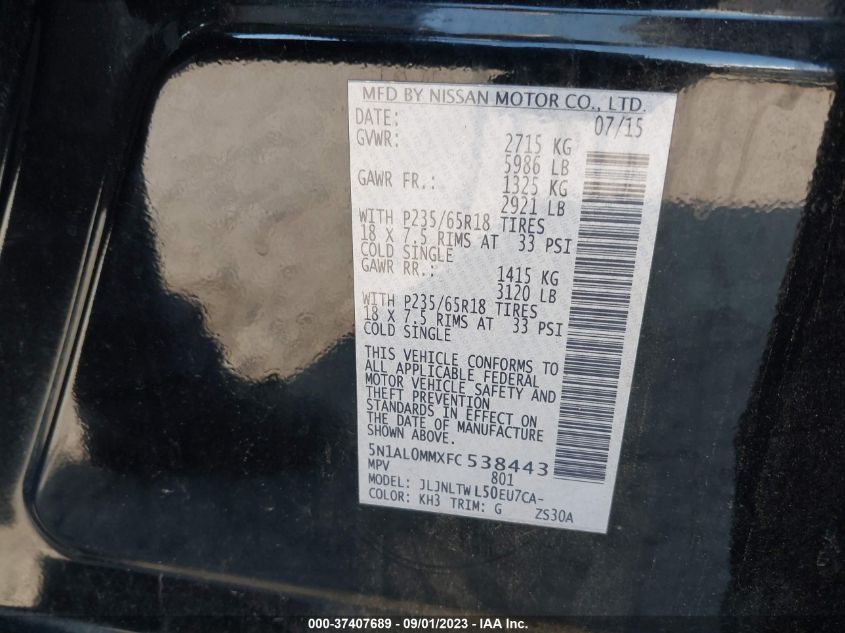 MFD BY NISSAN MOTOR CO., LTD.
DATE: 07/15
GVWR: 2715 KG
5986 LB
GAWR FR.: 1325 KG
2921 LB
WITH P235/65R18 TIRES
18 X 7.5 RIMS AT 33 PSI
COLD SINGLE
GAWR RR.: 1415 KG
3120 LB
WITH P235/65R18 TIRES
18 X 7.5 RIMS AT 33 PSI
COLD SINGLE
THIS VEHICLE CONFORMS TO
ALL APPLICABLE FEDERAL
MOTOR VEHICLE SAFETY AND
THEFT PREVENTION
STANDARDS IN EFFECT ON
THE DATE OF MANUFACTURE
SHOWN ABOVE.
5N1AL0MMXFC538443
MPV 801
MODEL: JLJNLTWL50EU7CA-
COLOR: KH3 TRIM: G ZS30A
000-37407689 - 09/01/2023 - IAA Inc.